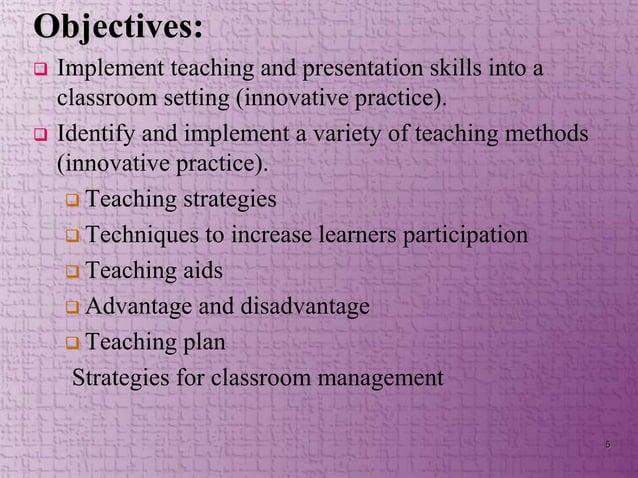 Objectives:
Implement teaching and presentation skills into a
classroom setting (innovative practice).
Identify and implement a variety of teaching methods
(innovative practice).
Teaching strategies
Techniques to increase learners participation
Teaching aids
Advantage and disadvantage
Teaching plan
Strategies for classroom management
5